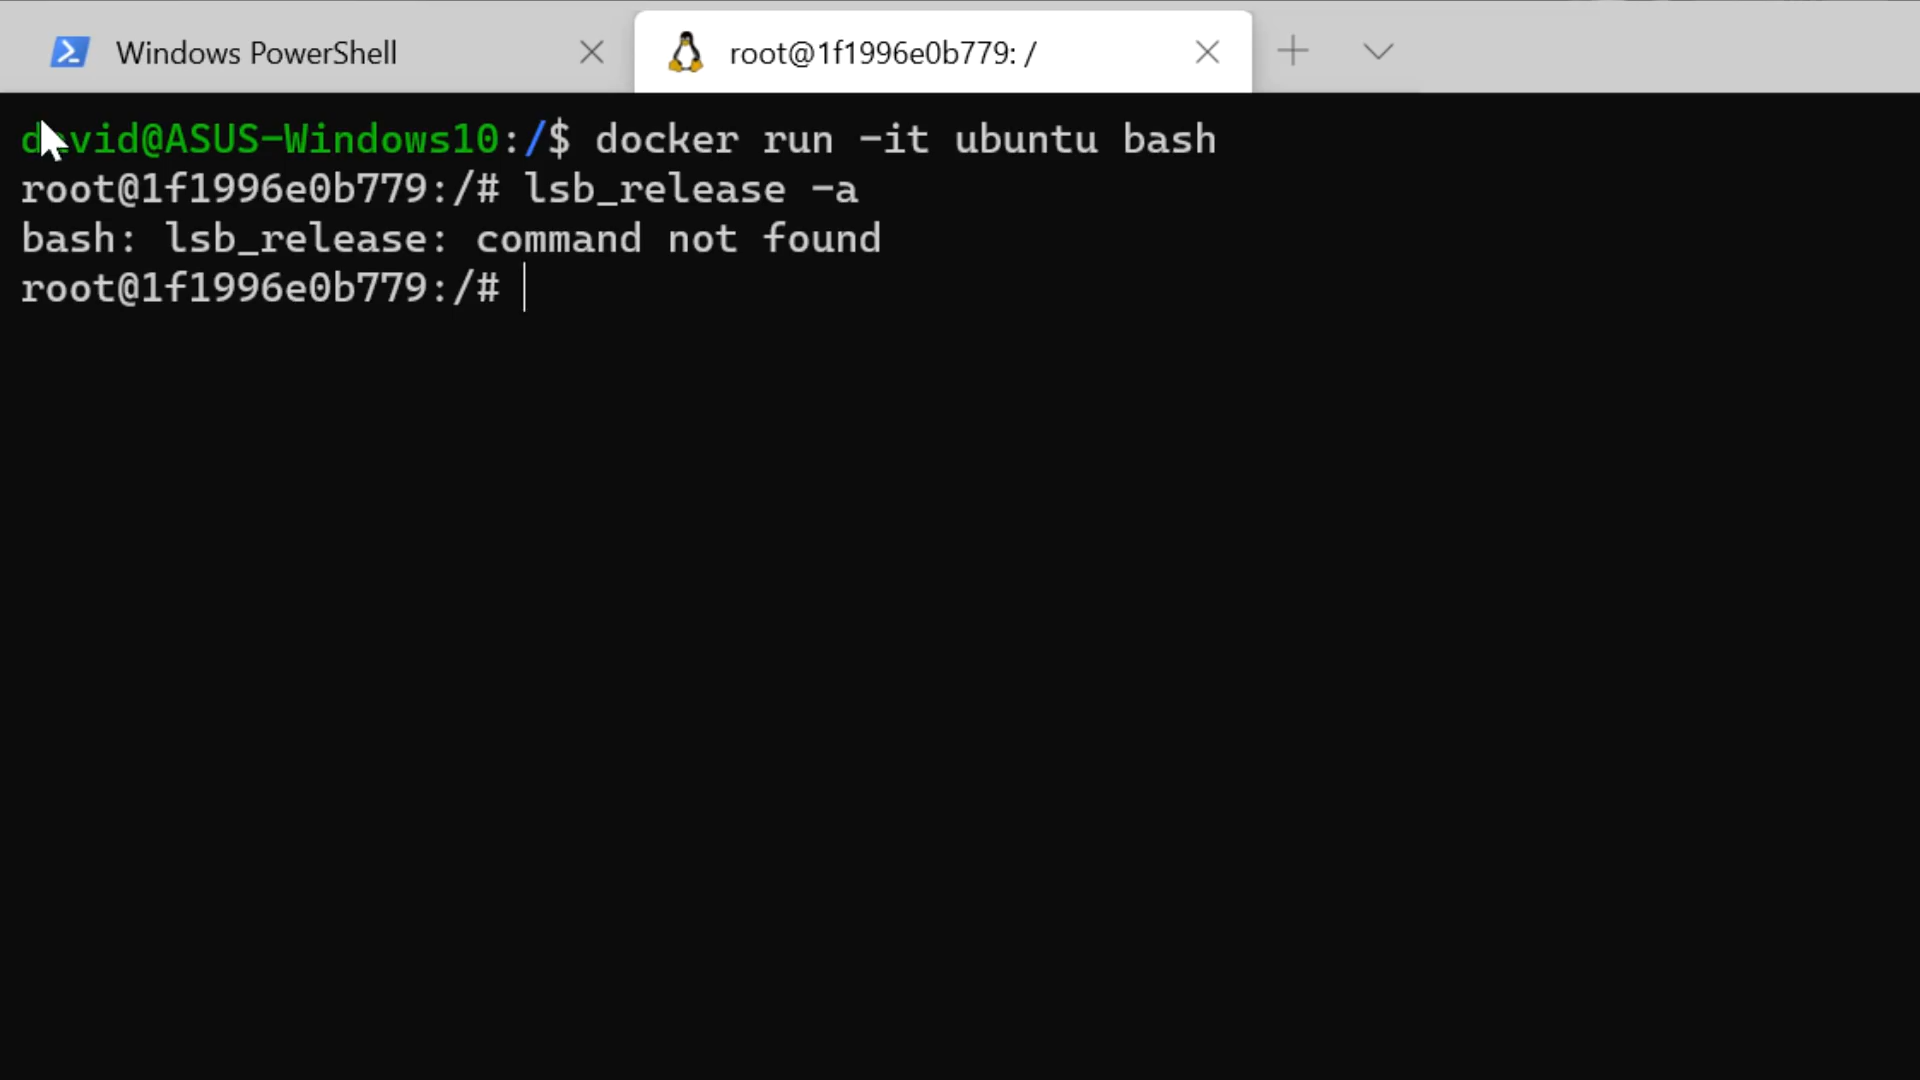 Windows PowerShell
root@1f1996e0b779: /
david@ASUS-Windows10:/$ docker run -it ubuntu bash
root@1f1996e0b779:/# lsb_release -a
bash: lsb_release: command not found
root@1f1996e0b779:/#